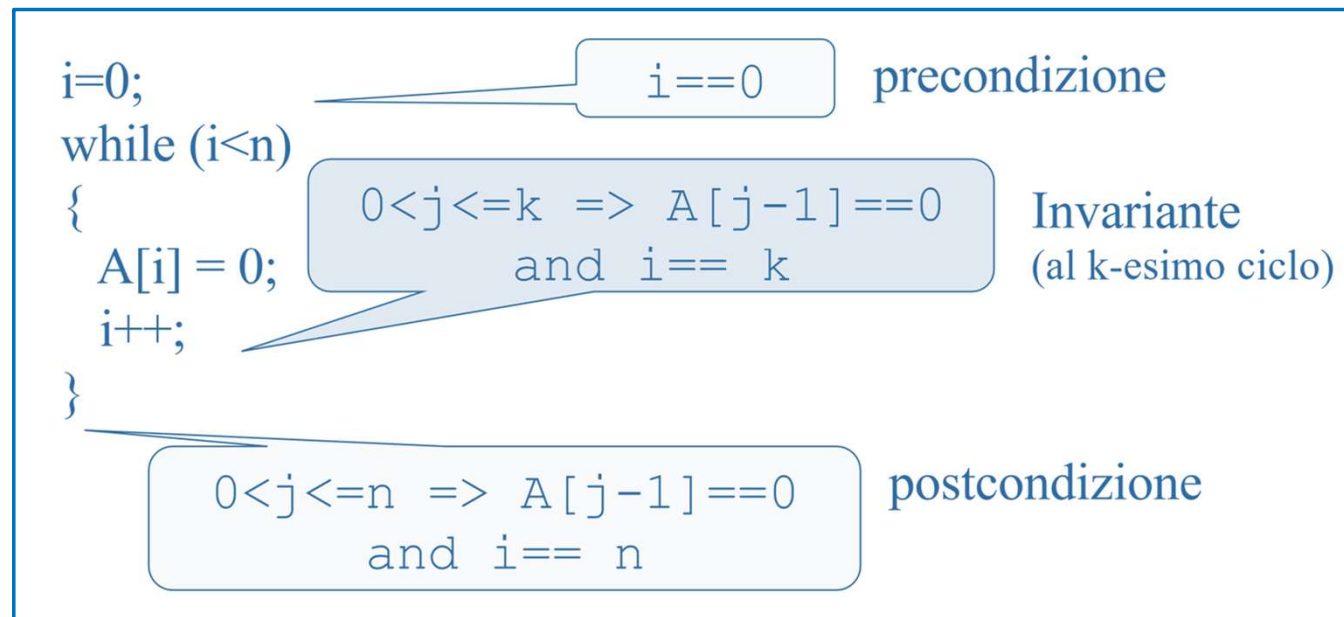 i=0;
i==0
precondizione
while (i<n)
{
0<j<=k => A[j-1]==0
and i== k
Invariante
(al k-esimo ciclo)
A[i] = 0;
i++;
}
0<j<=n => A[j-1]==0
and i== n
postcondizione